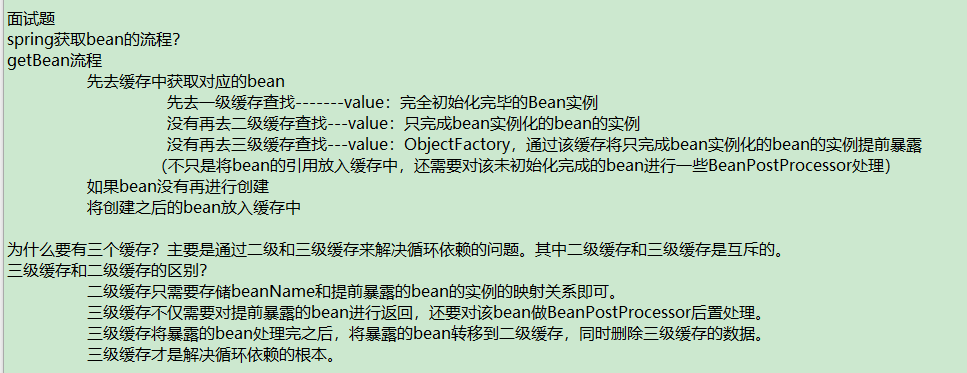 面试题
spring获取bean的流程？
getBean流程
先去缓存中获取对应的bean
先去一级缓存查找-------value：完全初始化完毕的Bean实例
没有再去二级缓存查找---value：只完成bean实例化的bean的实例
没有再去三级缓存查找---value：ObjectFactory，通过该缓存将只完成bean实例化的bean的实例提前暴露
（不只是将bean的引用放入缓存中，还需要对该未初始化完成的bean进行一些BeanPostProcessor处理）
如果bean没有再进行创建
将创建之后的bean放入缓存中
为什么要有三个缓存？主要是通过二级和三级缓存来解决循环依赖的问题。其中二级缓存和三级缓存是互斥的。
三级缓存和二级缓存的区别？
二级缓存只需要存储beanName和提前暴露的bean的实例的映射关系即可。
三级缓存不仅需要对提前暴露的bean进行返回，还要对该bean做BeanPostProcessor后置处理。
三级缓存将暴露的bean处理完之后，将暴露的bean转移到二级缓存，同时删除三级缓存的数据。
三级缓存才是解决循环依赖的根本。